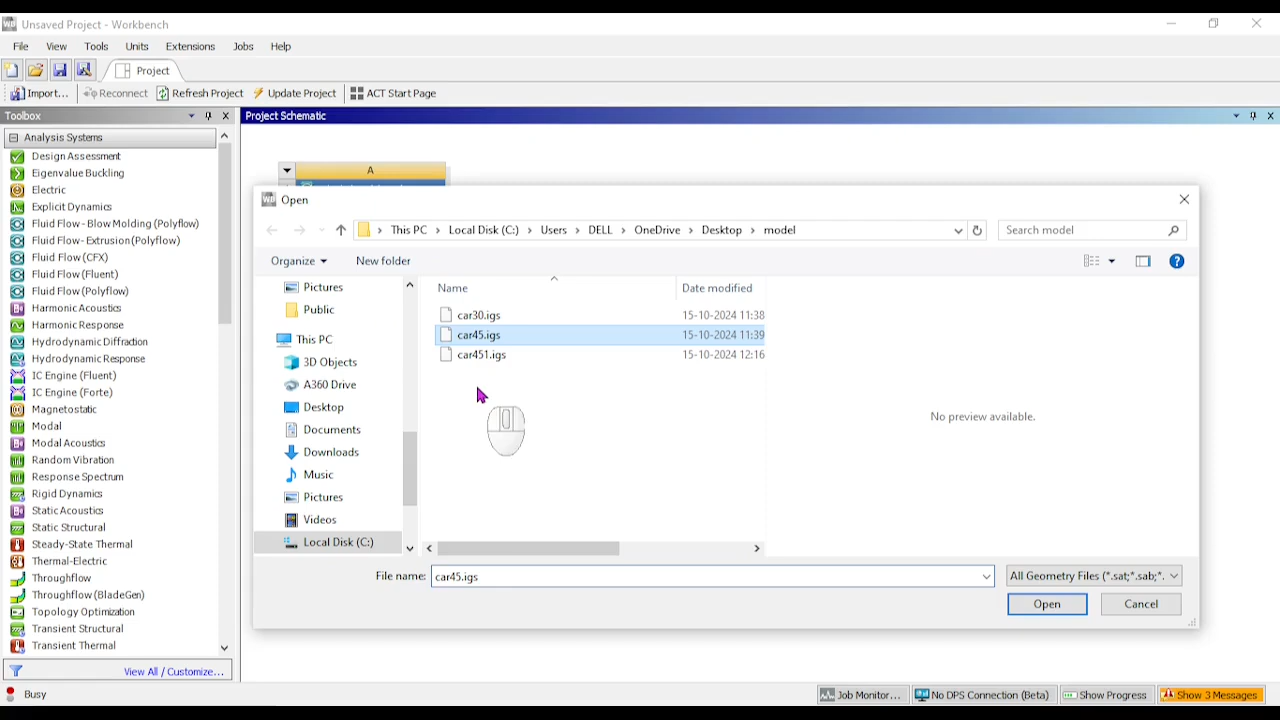 Unsaved Project - Workbench
File View Tools Units Extensions Jobs Help
Project
Import... Reconnect Refresh Project Update Project ACT Start Page
Toolbox
Project Schematic
Analysis Systems
Design Assessment
Eigenvalue Buckling
Electric
Explicit Dynamics
Fluid Flow - Blow Molding (Polyflow)
Fluid Flow - Extrusion (Polyflow)
Fluid Flow (CFX)
Fluid Flow (Fluent)
Fluid Flow (Polyflow)
Harmonic Acoustics
Harmonic Response
Hydrodynamic Diffraction
Hydrodynamic Response
IC Engine (Fluent)
IC Engine (Forte)
Magnetostatic
Modal
Modal Acoustics
Random Vibration
Response Spectrum
Rigid Dynamics
Static Acoustics
Static Structural
Steady-State Thermal
Thermal-Electric
Throughflow
Throughflow (BladeGen)
Topology Optimization
Transient Structural
Transient Thermal
View All / Customize...
A
Open
This PC › Local Disk (C:) › Users › DELL › OneDrive › Desktop › model
Search model
Organize New folder
Pictures
Public
This PC
3D Objects
A360 Drive
Desktop
Documents
Downloads
Music
Pictures
Videos
Local Disk (C:)
Name Date modified
car30.igs 15-10-2024 11:38
car45.igs 15-10-2024 11:39
car451.igs 15-10-2024 12:16
No preview available.
File name: car45.igs All Geometry Files (*.sat;*.sab;*.
Open Cancel
Busy
Job Monitor... No DPS Connection (Beta) Show Progress Show 3 Messages